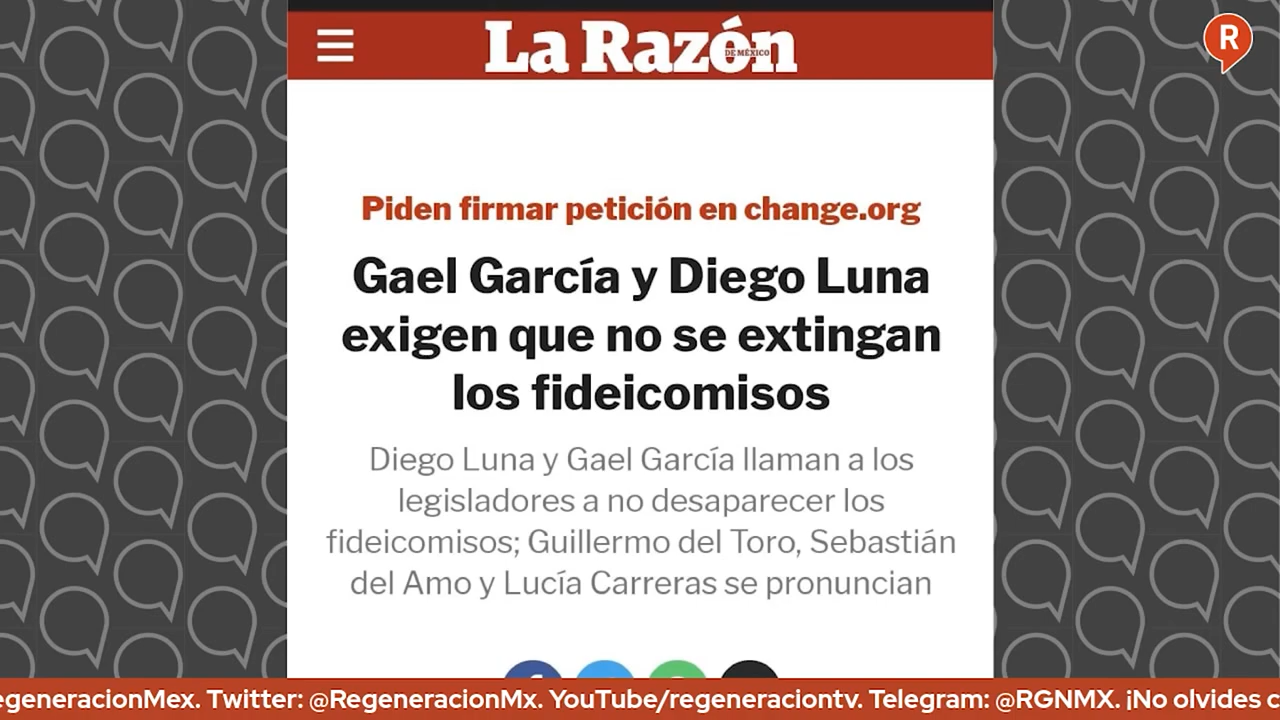 La Razón
DE MÉXICO
R
Piden firmar petición en change.org
Gael García y Diego Luna
exigen que no se extingan
los fideicomisos
Diego Luna y Gael García llaman a los
legisladores a no desaparecer los
fideicomisos; Guillermo del Toro, Sebastián
del Amo y Lucía Carreras se pronuncian
egeneracionMex. Twitter: @RegeneracionMx. YouTube/regeneraciontv. Telegram: @RGNMX. ¡No olvides c